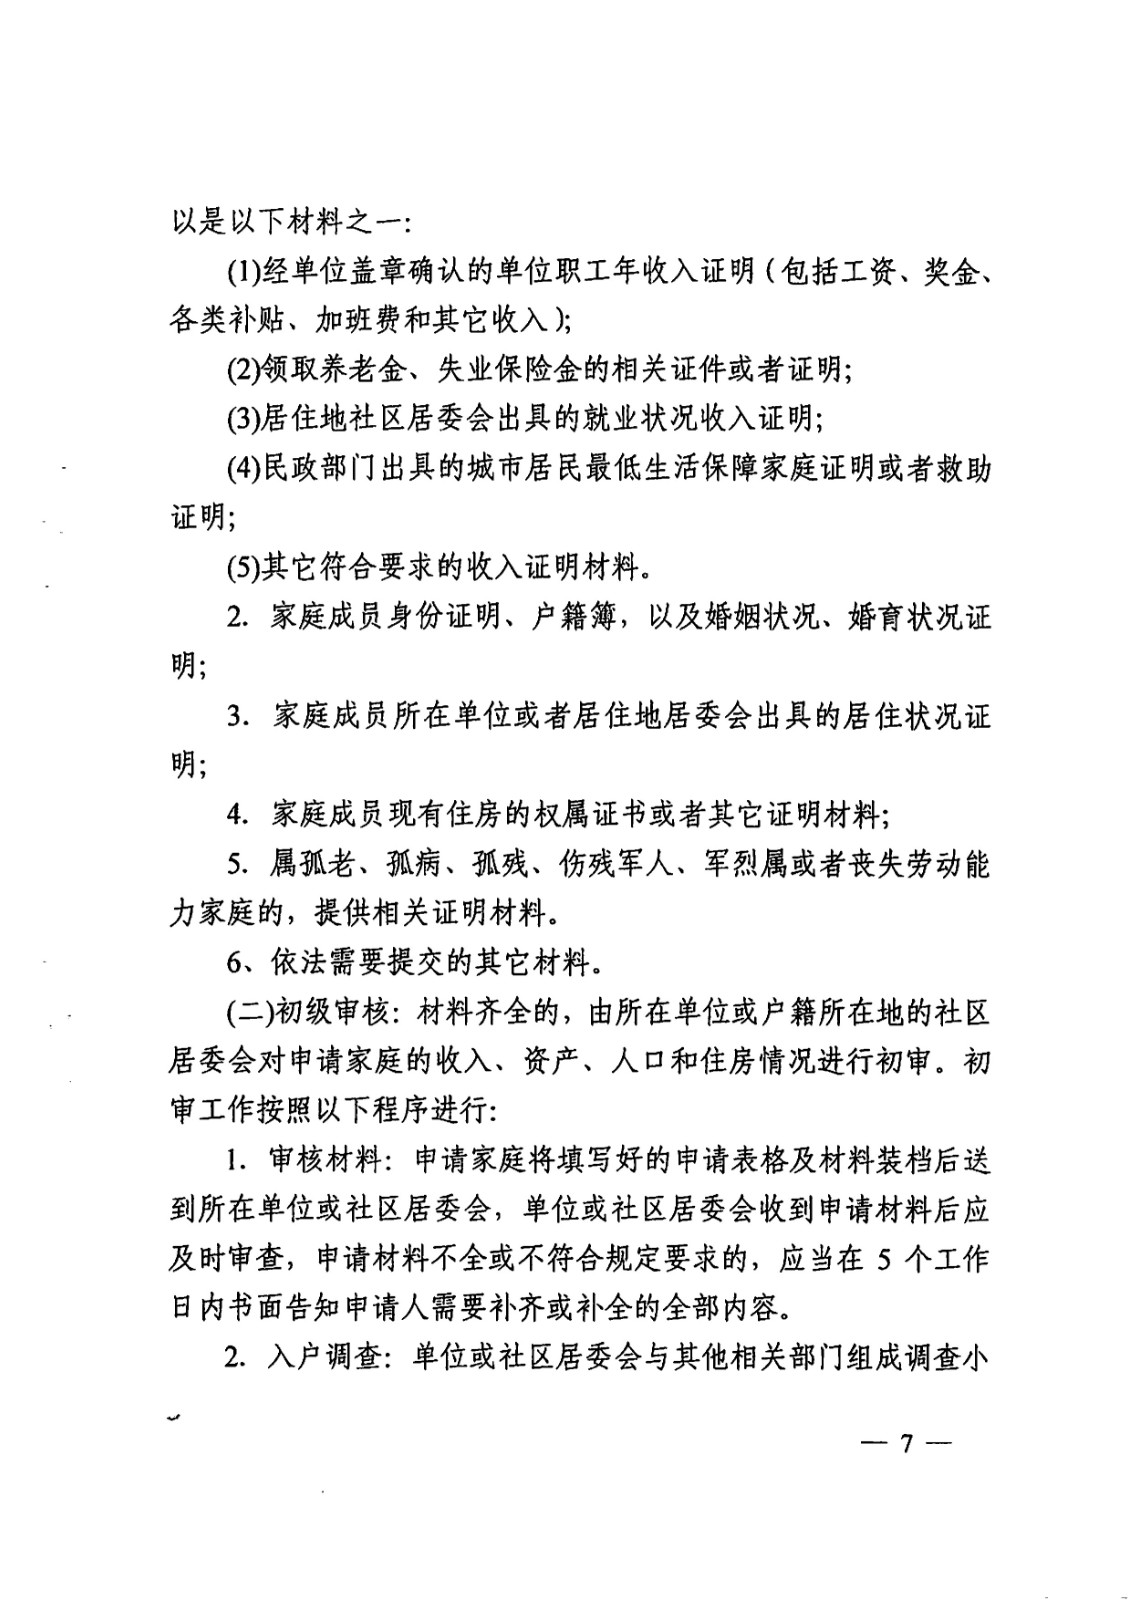 以是以下材料之一：
(1)经单位盖章确认的单位职工年收入证明（包括工资、奖金、
各类补贴、加班费和其它收入）；
(2)领取养老金、失业保险金的相关证件或者证明；
(3)居住地社区居委会出具的就业状况收入证明；
(4)民政部门出具的城市居民最低生活保障家庭证明或者救助
证明；
(5)其它符合要求的收入证明材料。
2. 家庭成员身份证明、户籍簿，以及婚姻状况、婚育状况证
明；
3. 家庭成员所在单位或者居住地居委会出具的居住状况证
明；
4. 家庭成员现有住房的权属证书或者其它证明材料；
5. 属孤老、孤病、孤残、伤残军人、军烈属或者丧失劳动能
力家庭的，提供相关证明材料。
6、依法需要提交的其它材料。
(二)初级审核：材料齐全的，由所在单位或户籍所在地的社区
居委会对申请家庭的收入、资产、人口和住房情况进行初审。初
审工作按照以下程序进行：
1. 审核材料：申请家庭将填写好的申请表格及材料装档后送
到所在单位或社区居委会，单位或社区居委会收到申请材料后应
及时审查，申请材料不全或不符合规定要求的，应当在 5 个工作
日内书面告知申请人需要补齐或补全的全部内容。
2. 入户调查：单位或社区居委会与其他相关部门组成调查小
— 7 —